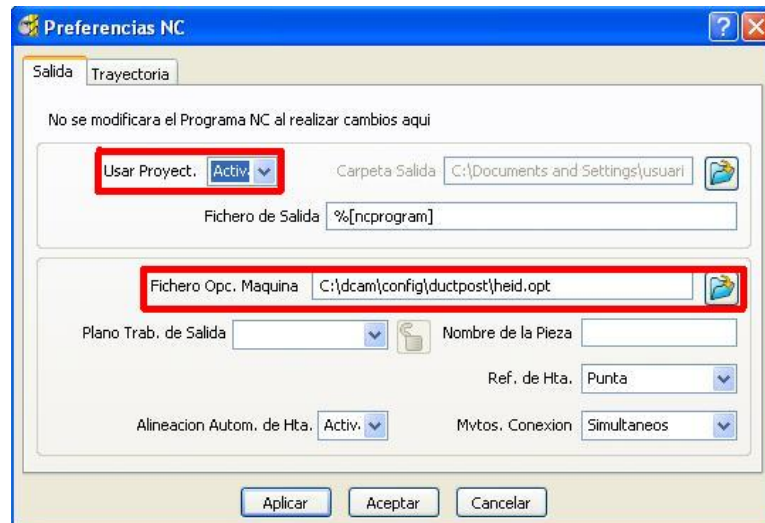 Preferencias NC
Salida Trayectoria
No se modificara el Programa NC al realizar cambios aqui
Usar Proyect. Activ. Carpeta Salida C:\Documents and Settings\usuari
Fichero de Salida %[ncprogram]
Fichero Opc. Maquina C:\dcam\config\ductpost\heid.opt
Plano Trab. de Salida Nombre de la Pieza
Ref. de Hta. Punta
Alineacion Autom. de Hta. Activ. Mvtos. Conexion Simultaneos
Aplicar Aceptar Cancelar